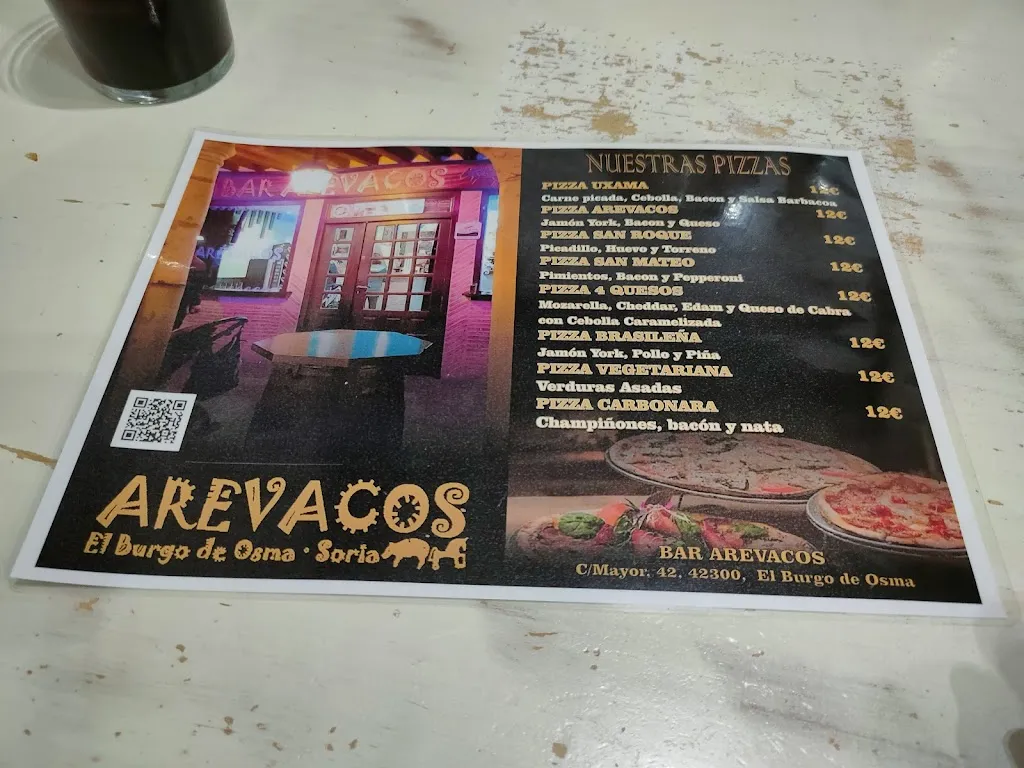 BAR AREVACOS
AREVACOS
El Burgo de Osma · Soria
NUESTRAS PIZZAS
PIZZA UXAMA 12€
Carne picada, Cebolla, Bacon y Salsa Barbacoa
PIZZA AREVACOS 12€
Jamón York, Bacon y Queso
PIZZA SAN ROQUE 12€
Picadillo, Huevo y Torreno
PIZZA SAN MATEO 12€
Pimientos, Bacon y Pepperoni
PIZZA 4 QUESOS 12€
Mozarella, Cheddar, Edam y Queso de Cabra
con Cebolla Caramelizada
PIZZA BRASILEÑA 12€
Jamón York, Pollo y Piña
PIZZA VEGETARIANA 12€
Verduras Asadas
PIZZA CARBONARA 12€
Champiñones, bacón y nata
BAR AREVACOS
C/Mayor, 42, 42300, El Burgo de Osma